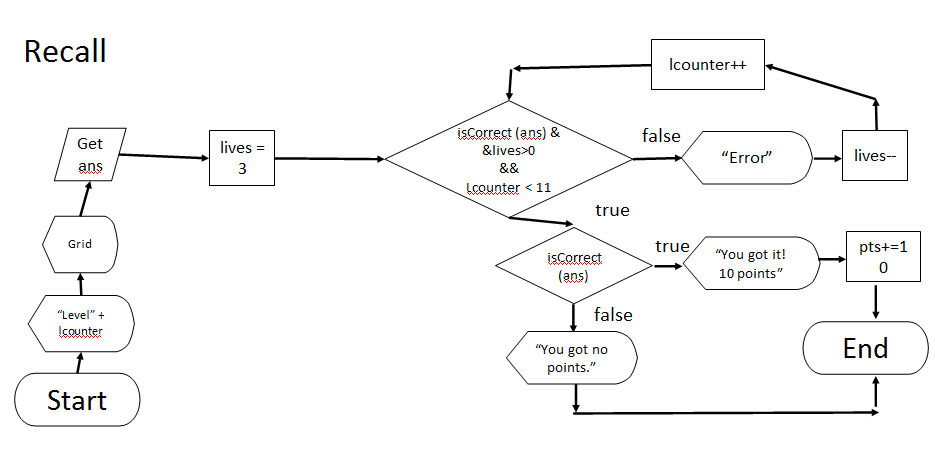 Recall
lcounter++
Get
ans
lives =
3
isCorrect (ans) &
&lives>0
&&
Lcounter < 11
false
"Error"
lives--
true
Grid
isCorrect
(ans)
true
"You got it!
10 points"
pts+=1
0
"Level" +
lcounter
false
"You got no
points."
End
Start